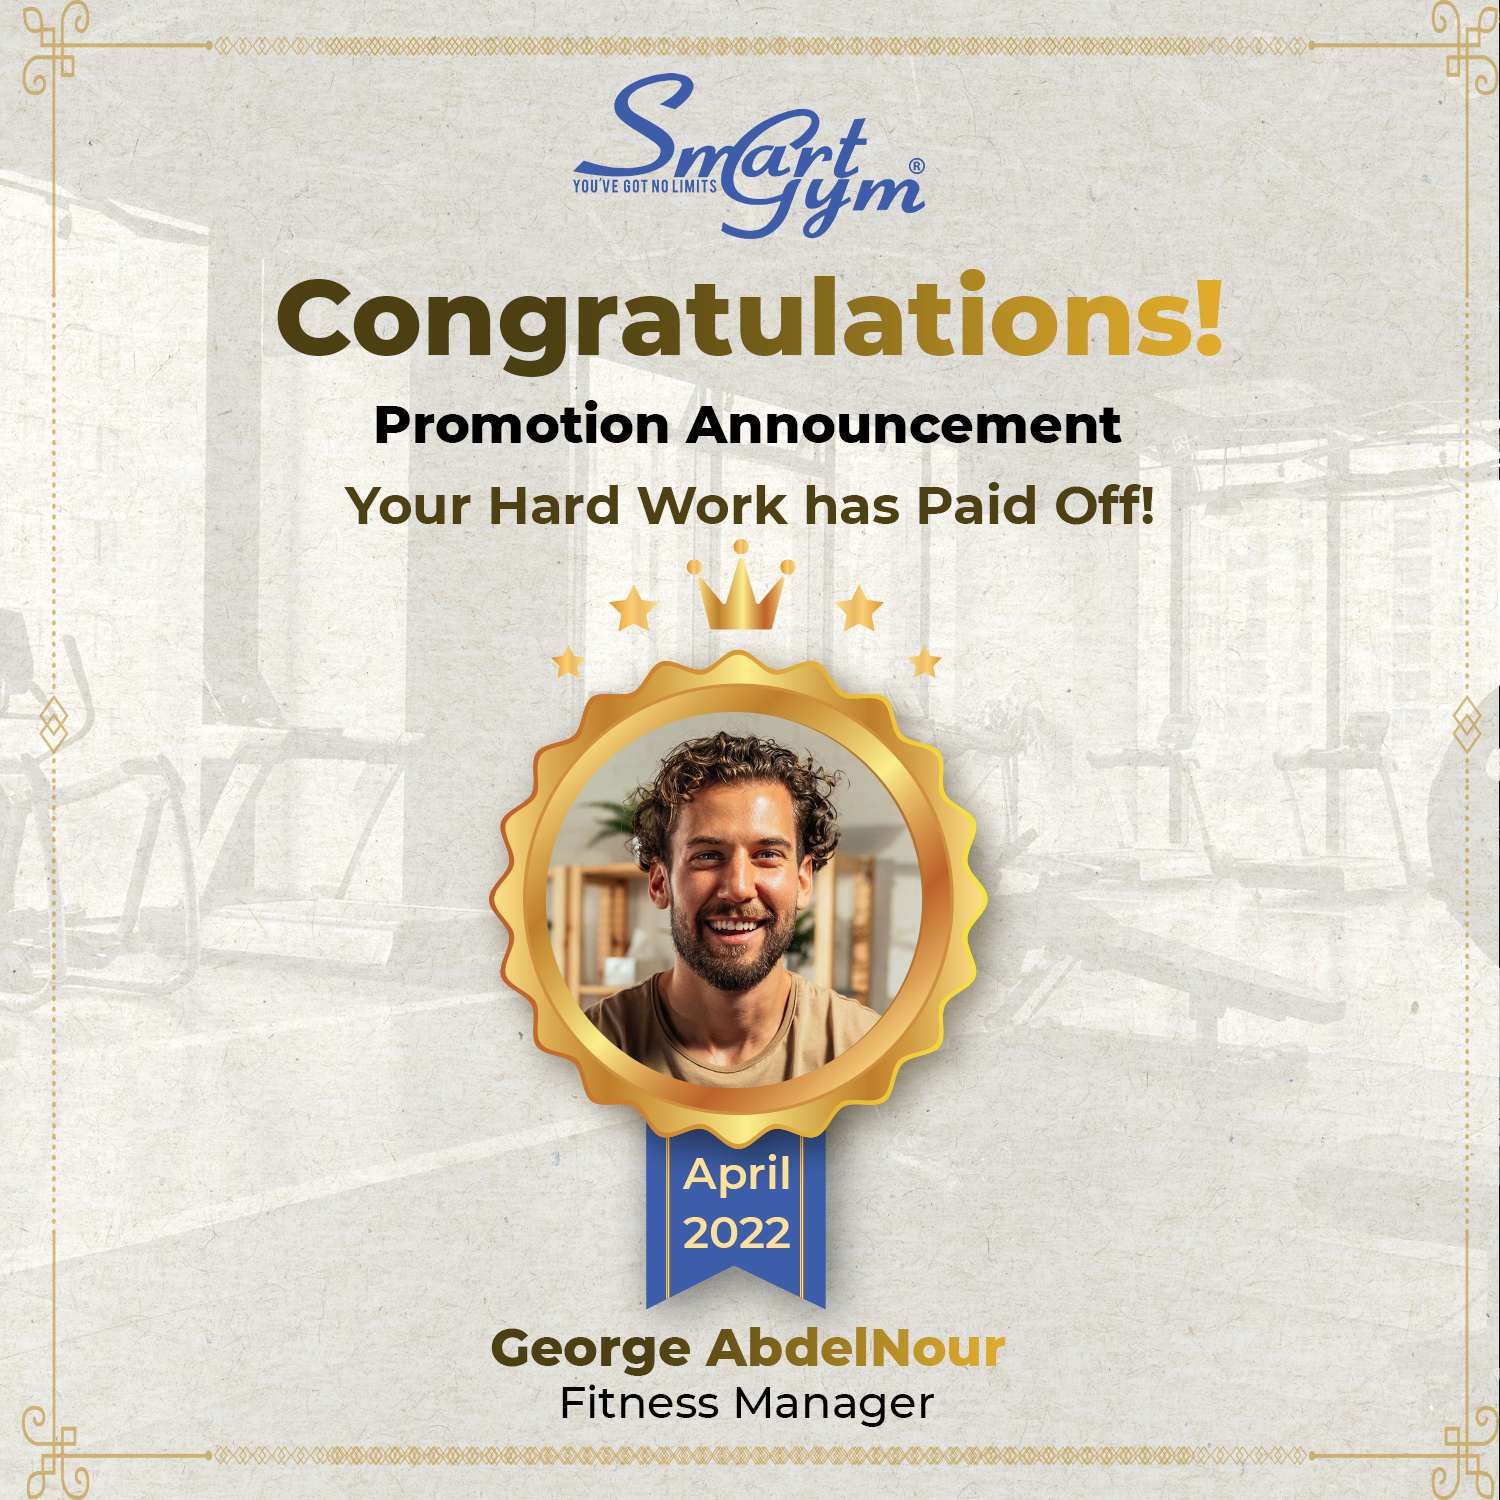 Smart
YOU'VE GOT NO LIMITS
Gym®
Congratulations!
Promotion Announcement
Your Hard Work has Paid Off!
April
2022
George AbdelNour
Fitness Manager